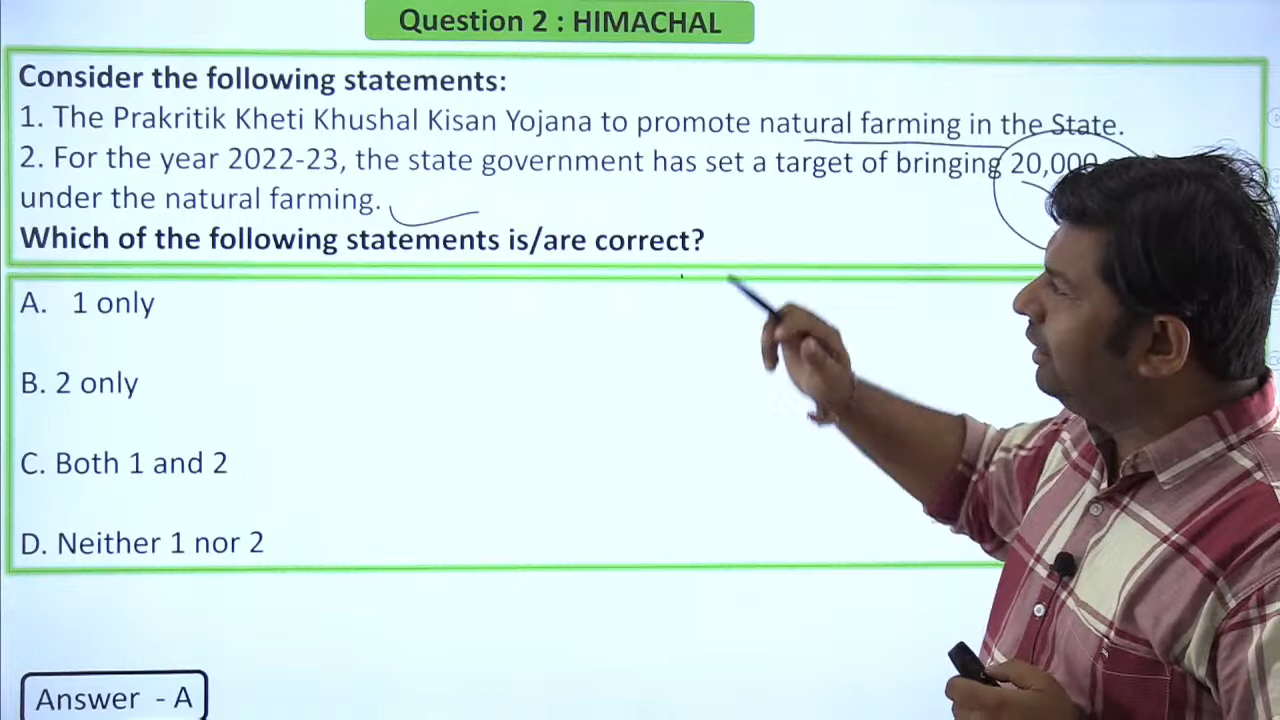 Question 2 : HIMACHAL
Consider the following statements:
1. The Prakritik Kheti Khushal Kisan Yojana to promote natural farming in the State.
2. For the year 2022-23, the state government has set a target of bringing 20,000
under the natural farming.
Which of the following statements is/are correct?
A. 1 only
B. 2 only
C. Both 1 and 2
D. Neither 1 nor 2
Answer - A